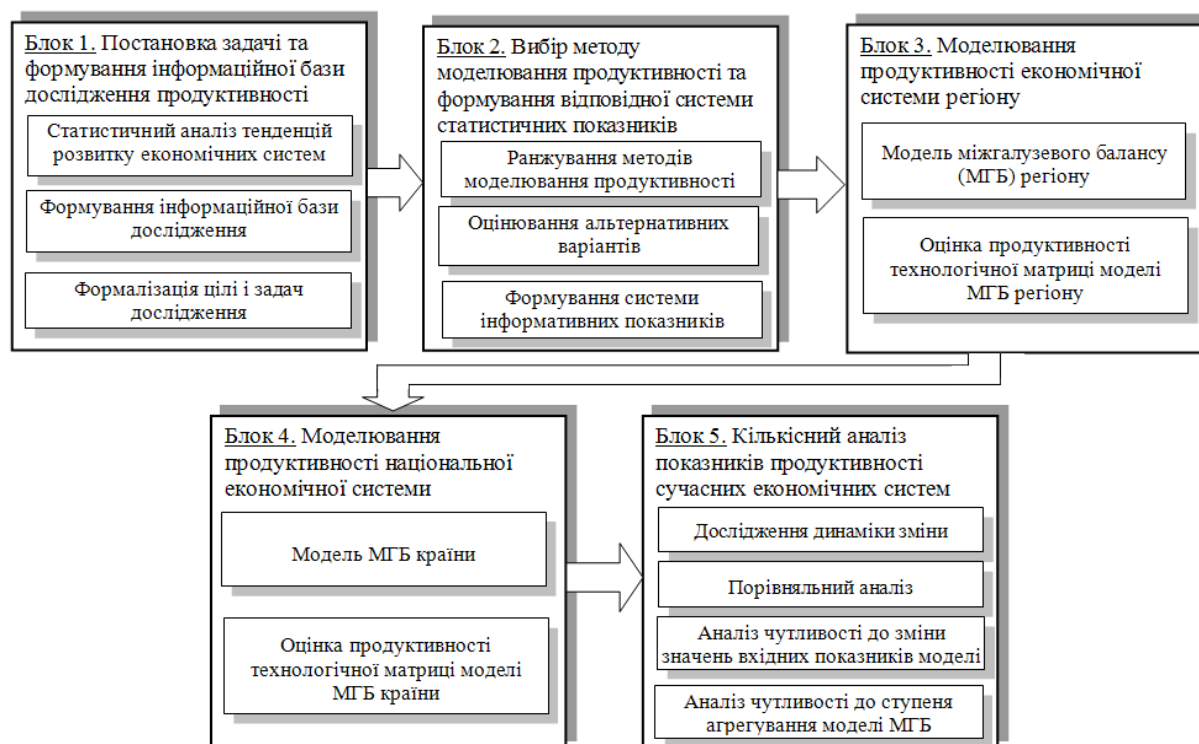 Блок 1. Постановка задачі та
формування інформаційної бази
дослідження продуктивності
Статистичний аналіз тенденцій
розвитку економічних систем
Формування інформаційної бази
дослідження
Формалізація цілі і задач
дослідження
Блок 2. Вибір методу
моделювання продуктивності та
формування відповідної системи
статистичних показників
Ранжування методів
моделювання продуктивності
Оцінювання альтернативних
варіантів
Формування системи
інформативних показників
Блок 3. Моделювання
продуктивності економічної
системи регіону
Модель міжгалузевого балансу
(МГБ) регіону
Оцінка продуктивності
технологічної матриці моделі
МГБ регіону
Блок 4. Моделювання
продуктивності національної
економічної системи
Модель МГБ країни
Оцінка продуктивності
технологічної матриці моделі
МГБ країни
Блок 5. Кількісний аналіз
показників продуктивності
сучасних економічних систем
Дослідження динаміки зміни
Порівняльний аналіз
Аналіз чутливості до зміни
значень вхідних показників моделі
Аналіз чутливості до ступеня
агрегування моделі МГБ